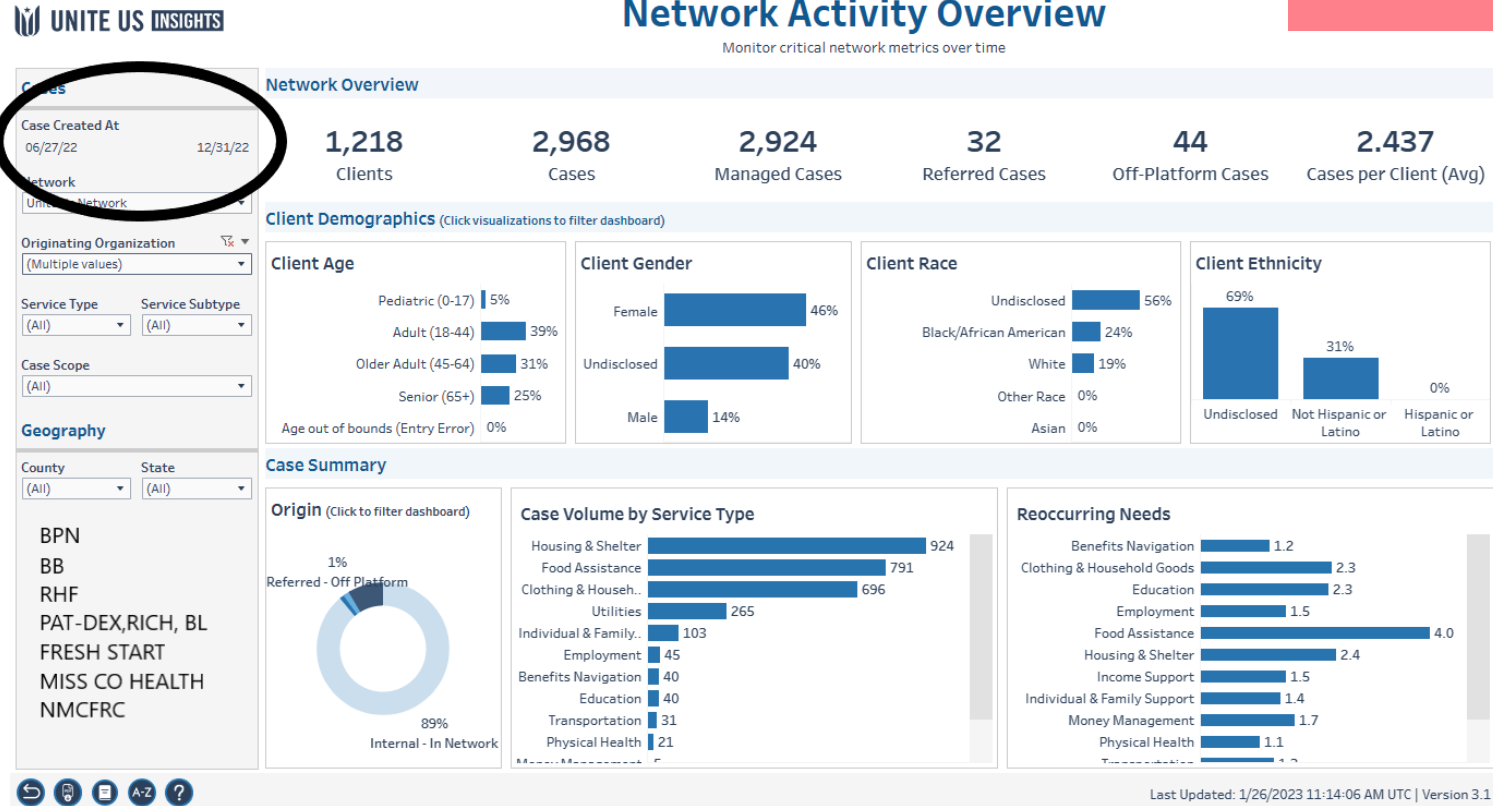 UNITE US INSIGHTS
Network Activity Overview
Monitor critical network metrics over time
Cases
Case Created At
06/27/22 12/31/22
Network
Network
Originating Organization
(Multiple values)
Service Type Service Subtype
(All) (All)
Case Scope
(All)
Geography
County State
(All) (All)
BPN
BB
RHF
PAT-DEX,RICH, BL
FRESH START
MISS CO HEALTH
NMCFRC
Network Overview
1,218 2,968 2,924 32 44 2.437
Clients Cases Managed Cases Referred Cases Off-Platform Cases Cases per Client (Avg)
Client Demographics (Click visualizations to filter dashboard)
Client Age
Pediatric (0-17) 5%
Adult (18-44) 39%
Older Adult (45-64) 31%
Senior (65+) 25%
Age out of bounds (Entry Error) 0%
Client Gender
Female 46%
Undisclosed 40%
Male 14%
Client Race
Undisclosed 56%
Black/African American 24%
White 19%
Other Race 0%
Asian 0%
Client Ethnicity
69%
31%
0%
Undisclosed Not Hispanic or Hispanic or
Latino Latino
Case Summary
Origin (Click to filter dashboard)
1%
Referred - Off Platform
89%
Internal - In Network
Case Volume by Service Type
Housing & Shelter 924
Food Assistance 791
Clothing & Househ.. 696
Utilities 265
Individual & Family.. 103
Employment 45
Benefits Navigation 40
Education 40
Transportation 31
Physical Health 21
Money Management 5
Reoccurring Needs
Benefits Navigation 1.2
Clothing & Household Goods 2.3
Education 2.3
Employment 1.5
Food Assistance 4.0
Housing & Shelter 2.4
Income Support 1.5
Individual & Family Support 1.4
Money Management 1.7
Physical Health 1.1
Transportation
A-Z ?
Last Updated: 1/26/2023 11:14:06 AM UTC | Version 3.1